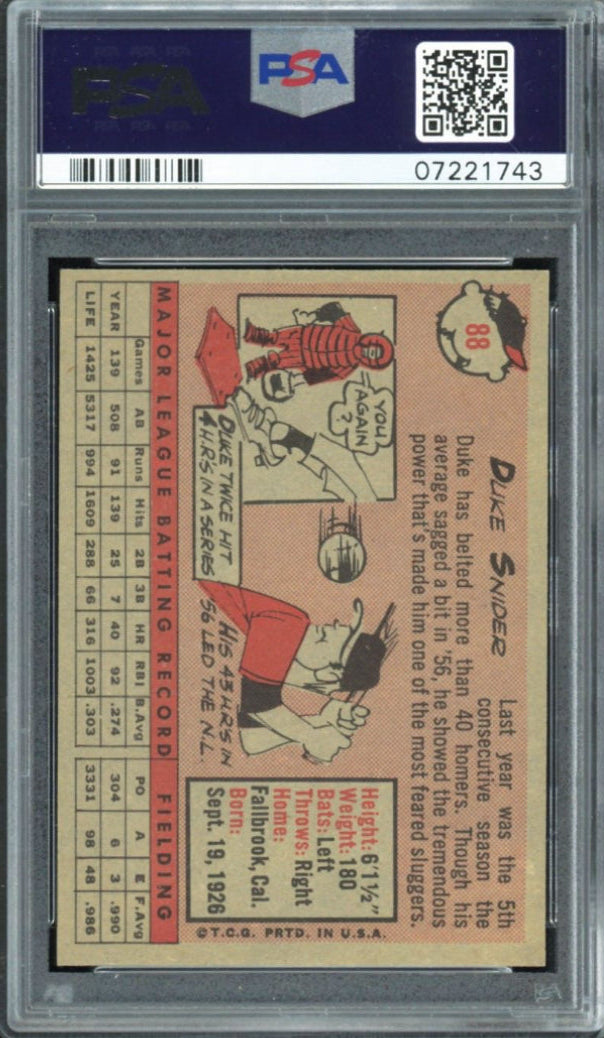 PSA
PSA
07221743
88
DUKE SNIDER
Last year was the 5th
consecutive season the
Duke has belted more than 40 homers. Though his
average sagged a bit in '56, he showed the tremendous
power that's made him one of the most feared sluggers.
YOU
AGAIN
?
DUKE TWICE HIT
4 H.R'S IN A SERIES
HIS 43 H.R.S IN
'56 LED THE N.L.
Height: 6'1½"
Weight: 180
Bats: Left
Throws: Right
Home:
Fallbrook, Cal.
Born:
Sept. 19, 1926
©T.C.G. PRTD. IN U.S.A.
MAJOR LEAGUE BATTING RECORD FIELDING
Games AB Runs Hits 2B 3B HR RBI B.Avg PO A E F.Avg
YEAR 139 508 91 139 25 7 40 92 .274 304 6 3 .990
LIFE 1425 5317 994 1609 288 66 316 1003 .303 3331 98 48 .986